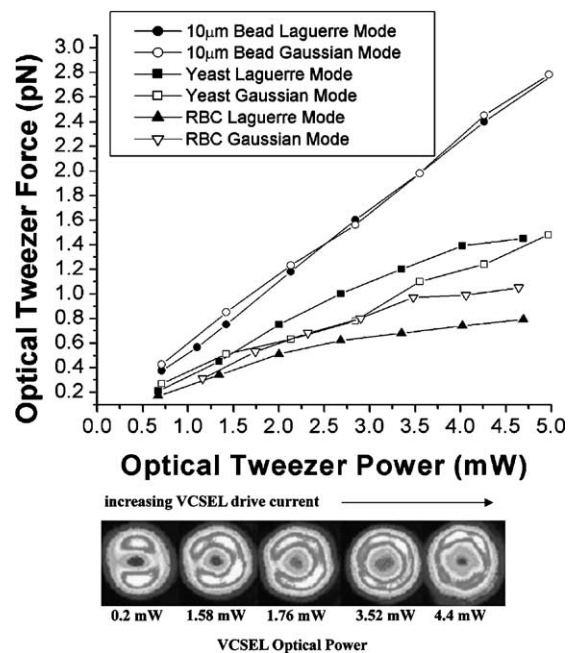 10μm Bead Laguerre Mode
10μm Bead Gaussian Mode
Yeast Laguerre Mode
Yeast Gaussian Mode
RBC Laguerre Mode
RBC Gaussian Mode
Optical Tweezer Force (pN)
3.0
2.8
2.6
2.4
2.2
2.0
1.8
1.6
1.4
1.2
1.0
0.8
0.6
0.4
0.2
0.0 0.5 1.0 1.5 2.0 2.5 3.0 3.5 4.0 4.5 5.0
Optical Tweezer Power (mW)
increasing VCSEL drive current
0.2 mW 1.58 mW 1.76 mW 3.52 mW 4.4 mW
VCSEL Optical Power